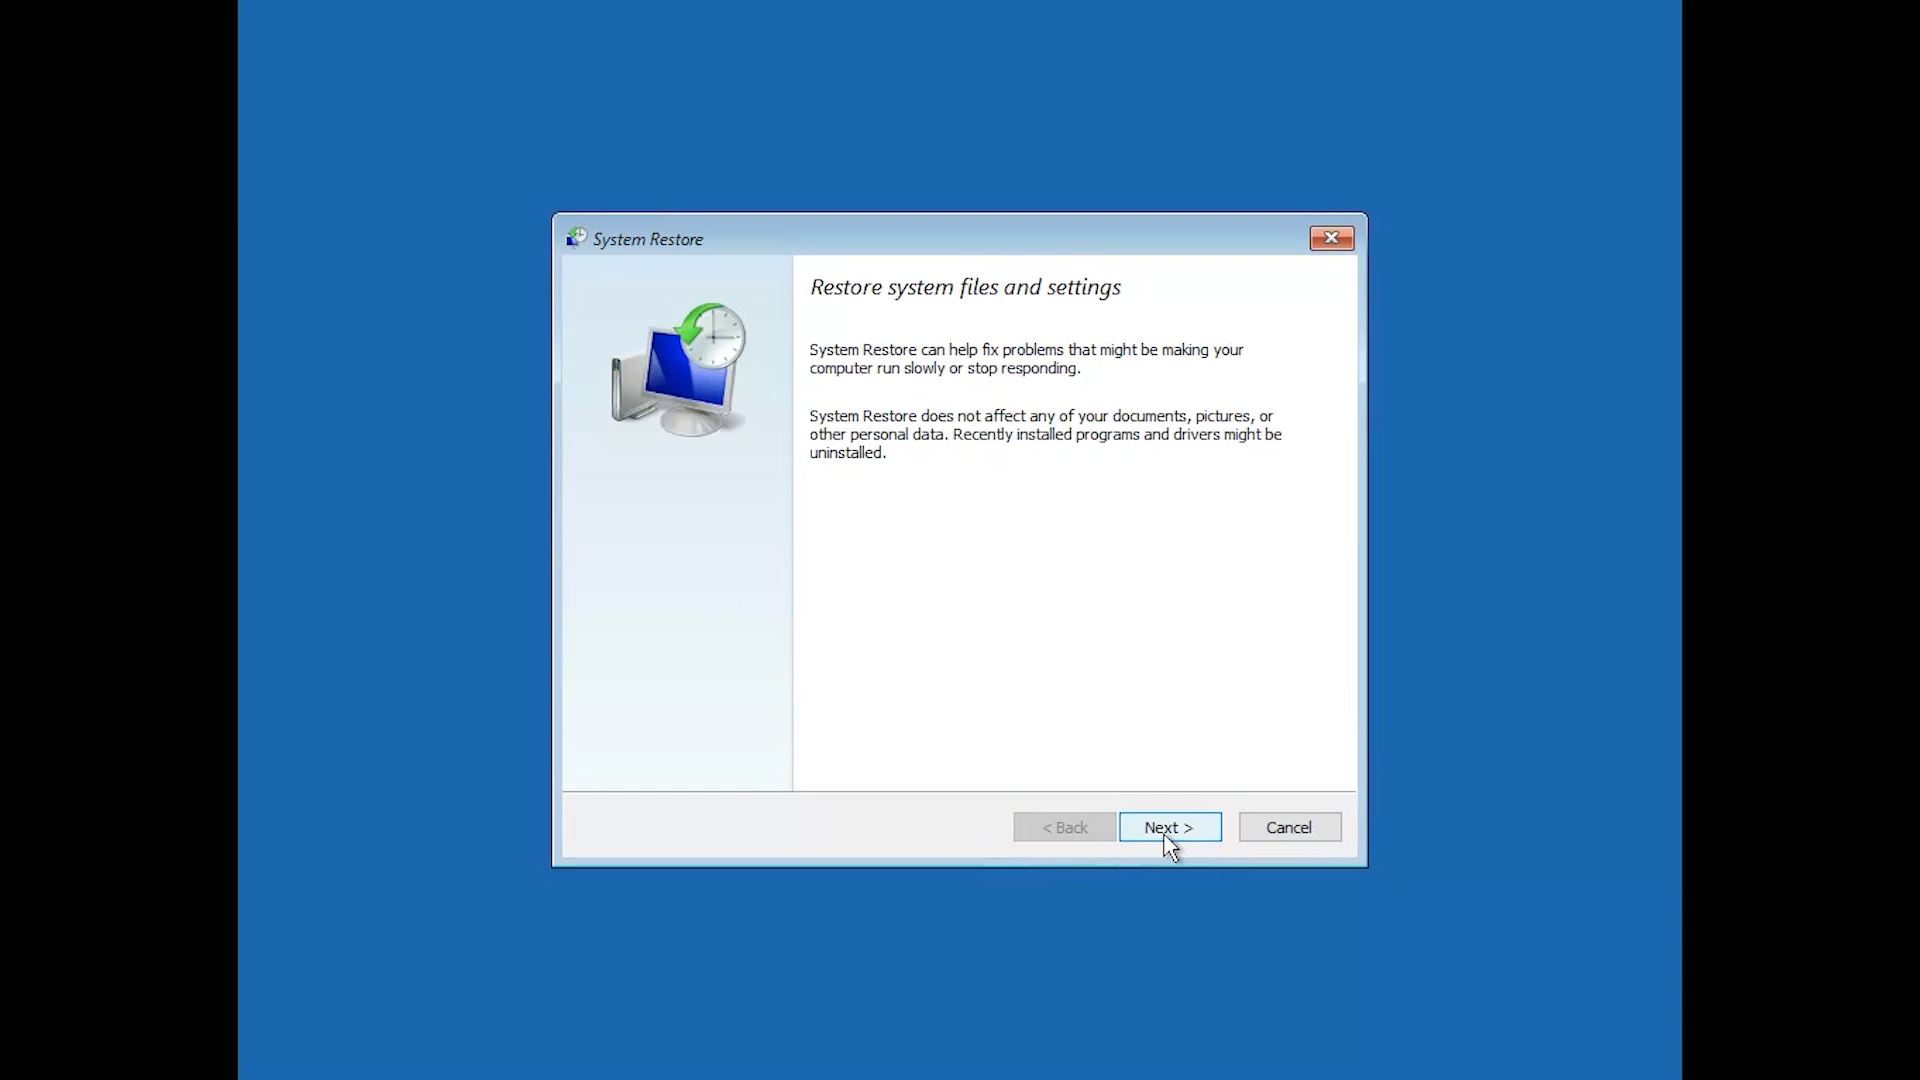 System Restore
Restore system files and settings
System Restore can help fix problems that might be making your
computer run slowly or stop responding.
System Restore does not affect any of your documents, pictures, or
other personal data. Recently installed programs and drivers might be
uninstalled.
< Back
Next >
Cancel